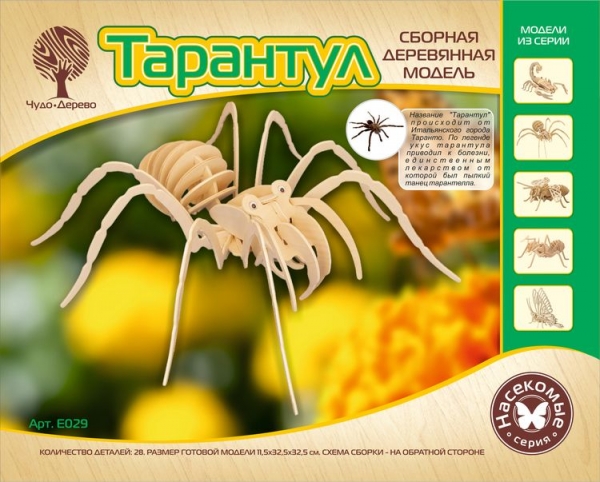 Чудо•Дерево
Тарантул
СБОРНАЯ
ДЕРЕВЯННАЯ
МОДЕЛЬ
МОДЕЛИ
ИЗ СЕРИИ
Название "Тарантул"
происходит от
Итальянского города
Таранто. По легенде
укус тарантула
приводил к болезни,
единственным
лекарством от
которой был пылкий
танец тарантелла.
Арт. E029
Насекомые
серия
КОЛИЧЕСТВО ДЕТАЛЕЙ: 28. РАЗМЕР ГОТОВОЙ МОДЕЛИ 11,5х32,5х32,5 см. СХЕМА СБОРКИ - НА ОБРАТНОЙ СТОРОНЕ